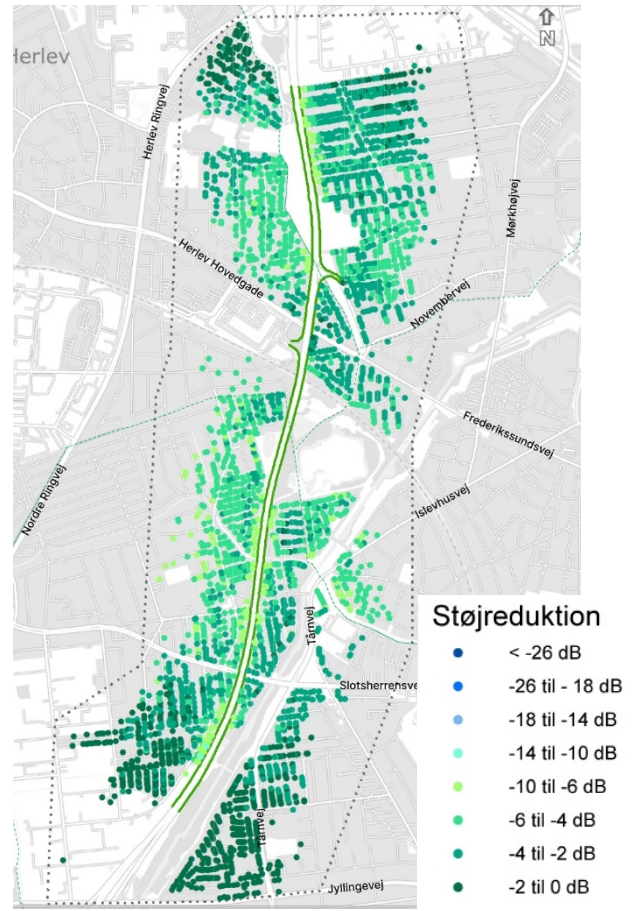 N
Herlev
Herlev Ringvej
Mørkhøjvej
Herlev Hovedgade
Novembervej
Frederikssundsvej
Nordre Ringvej
Islevhusvej
Tårnvej
Slotsherrensve
Tårnvej
Jyllingevej
Støjreduktion
< -26 dB
-26 til - 18 dB
-18 til -14 dB
-14 til -10 dB
-10 til -6 dB
-6 til -4 dB
-4 til -2 dB
-2 til 0 dB